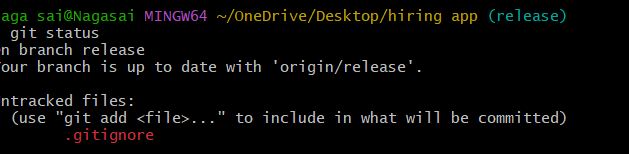 aga sai@Nagasai MINGW64 ~/OneDrive/Desktop/hiring app (release)
git status
n branch release
our branch is up to date with 'origin/release'.
ntracked files:
(use "git add <file>..." to include in what will be committed)
.gitignore